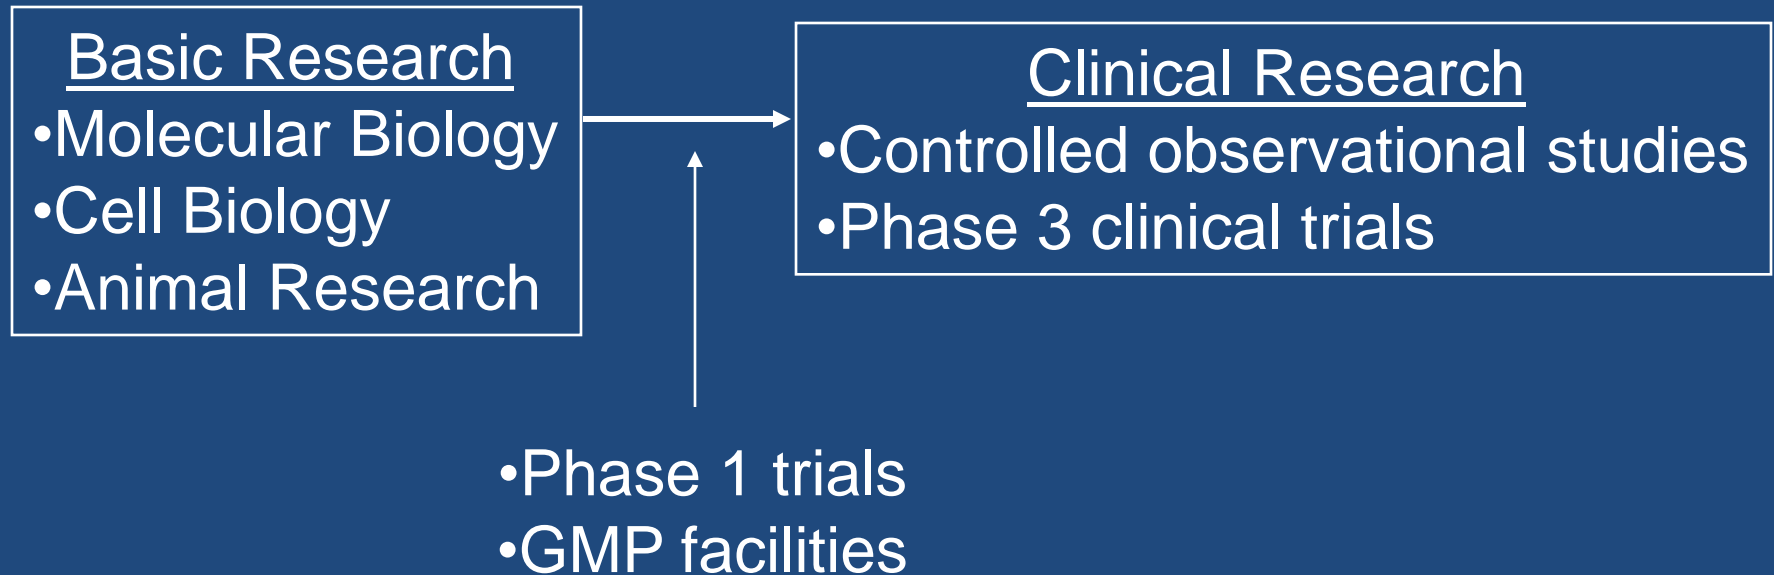 Basic Research
•Molecular Biology
•Cell Biology
•Animal Research
Clinical Research
•Controlled observational studies
•Phase 3 clinical trials
•Phase 1 trials
•GMP facilities